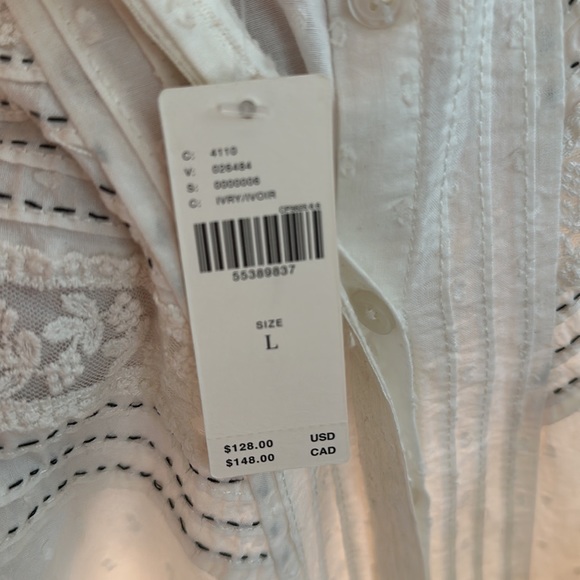 C: 4110
V: 026484
S: 0000006
C: IVRY/IVOIR
55389837
SIZE
L
$128.00 USD
$148.00 CAD